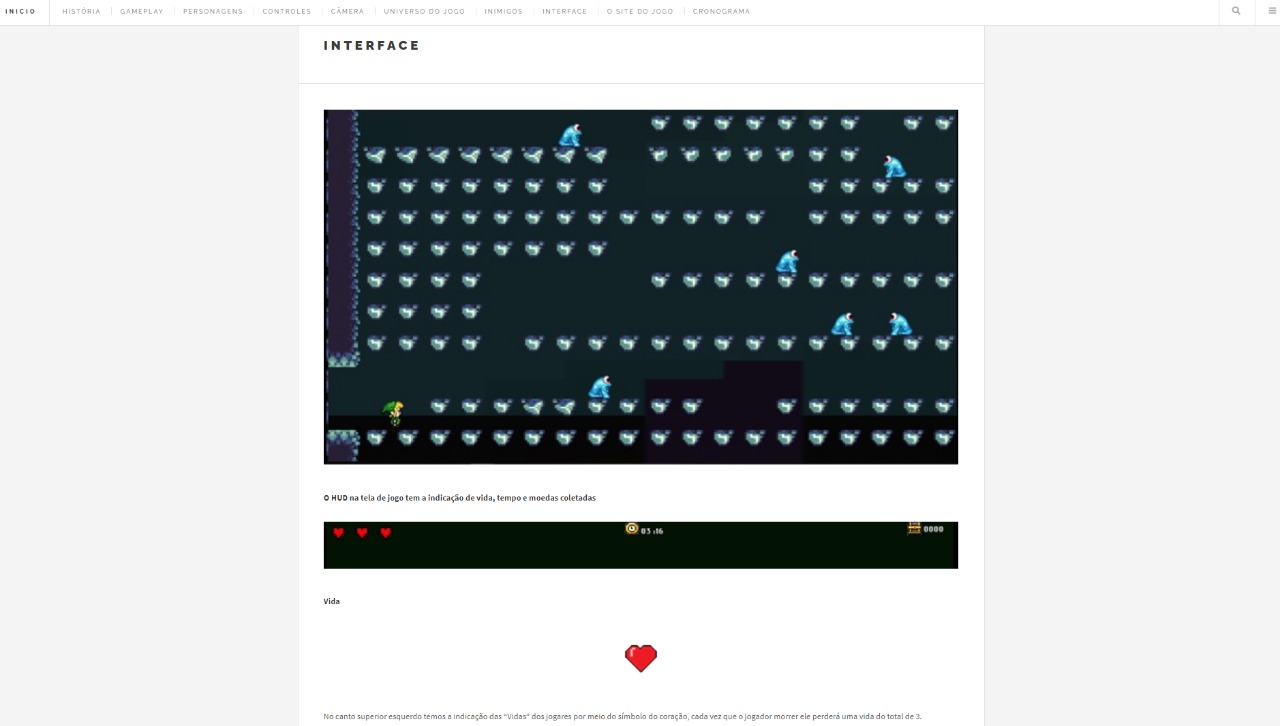 INICIO HISTÓRIA GAMEPLAY PERSONAGENS CONTROLES CÂMERA UNIVERSO DO JOGO INIMIGOS INTERFACE O SITE DO JOGO CRONOGRAMA
INTERFACE
O HUD na tela de jogo tem a indicação de vida, tempo e moedas coletadas
03:16 0000
Vida
No canto superior esquerdo temos a indicação das "Vidas" dos jogares por meio do símbolo do coração, cada vez que o jogador morrer ele perderá uma vida do total de 3.